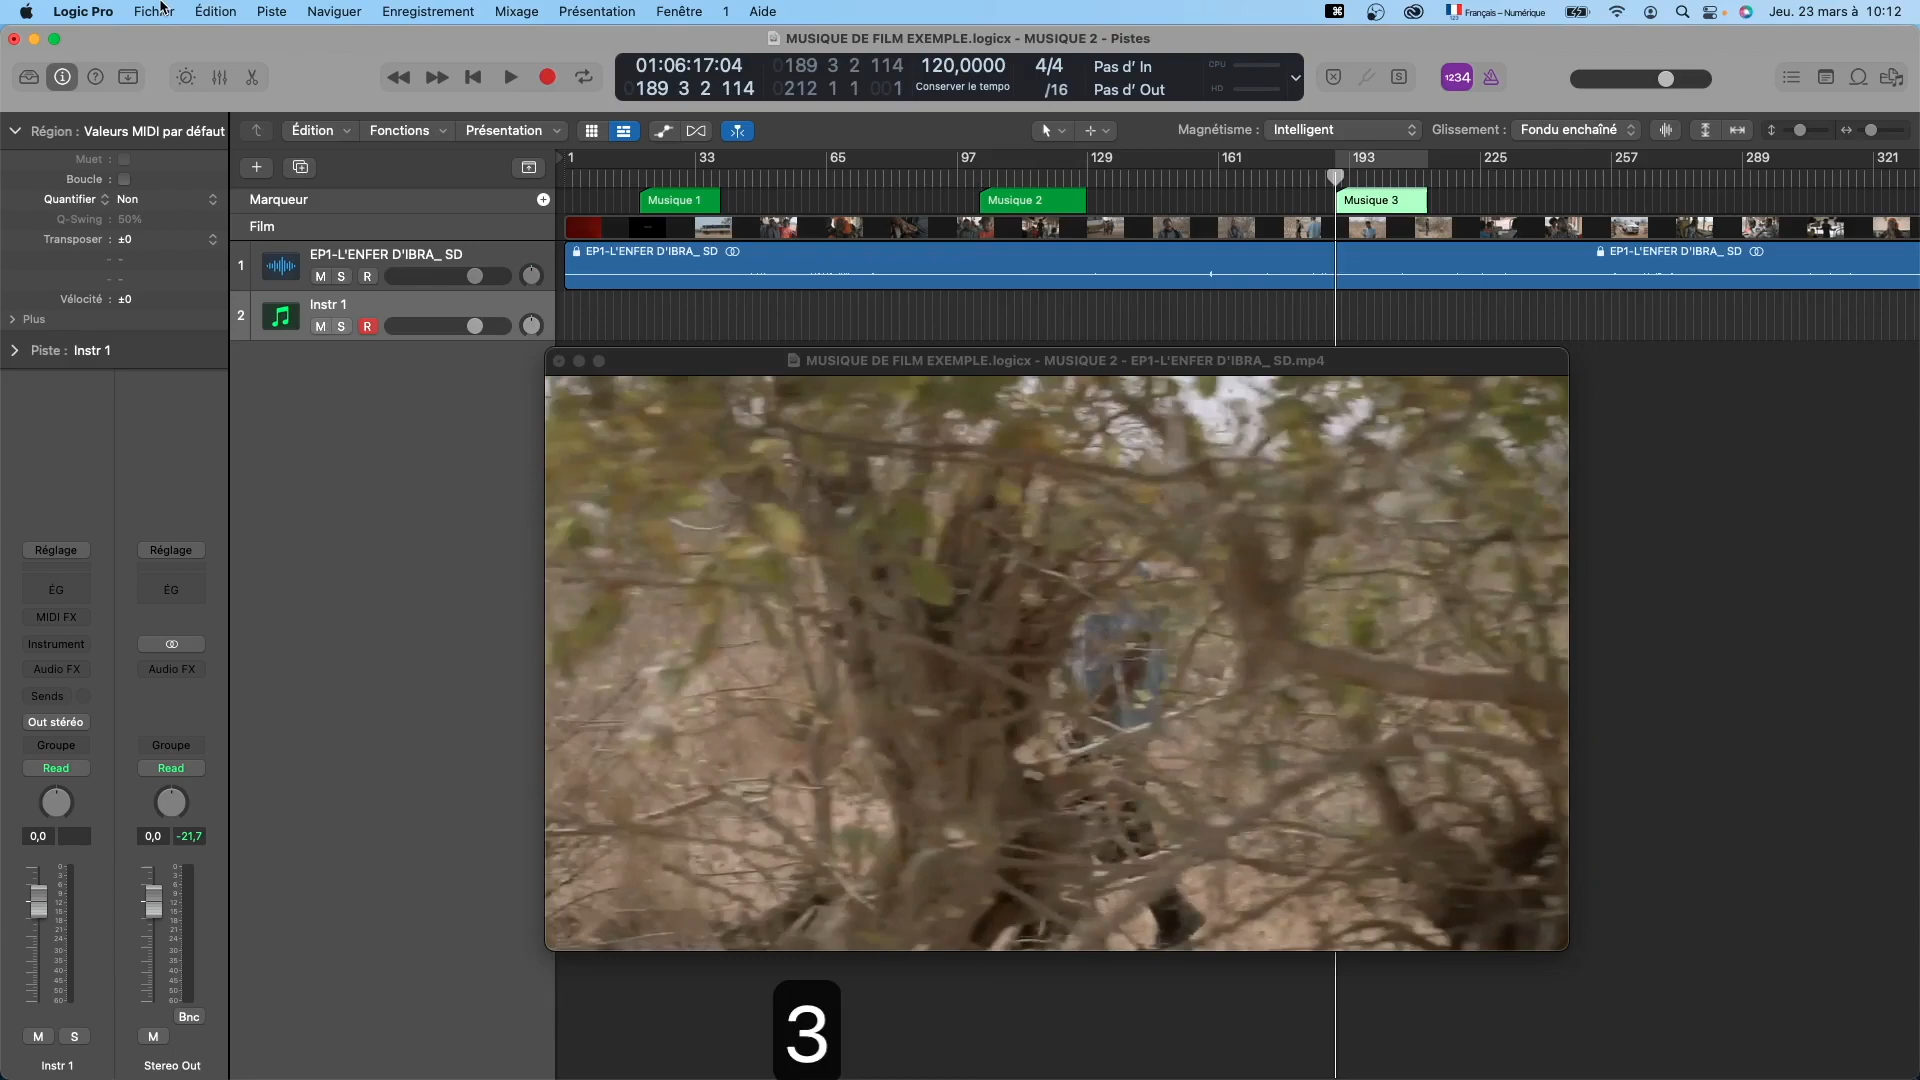 Logic Pro Fichier Édition Piste Naviguer Enregistrement Mixage Présentation Fenêtre 1 Aide
Français – Numérique Jeu. 23 mars à 10:12
MUSIQUE DE FILM EXEMPLE.logicx - MUSIQUE 2 - Pistes
01:06:17:04 0189 3 2 114 120,0000 4/4 Pas d' In CPU
0189 3 2 114 0212 1 1 001 Conserver le tempo /16 Pas d' Out HD
1234
Région : Valeurs MIDI par défaut
Édition Fonctions Présentation
Magnétisme : Intelligent Glissement : Fondu enchaîné
Muet :
Boucle :
Quantifier Non
Q-Swing : 50%
Transposer : ±0
Vélocité : ±0
Plus
Piste : Instr 1
1 33 65 97 129 161 193 225 257 289 321
Marqueur
Musique 1 Musique 2 Musique 3
Film
1 EP1-L'ENFER D'IBRA_ SD
M S R
EP1-L'ENFER D'IBRA_ SD EP1-L'ENFER D'IBRA_ SD
2 Instr 1
M S R
MUSIQUE DE FILM EXEMPLE.logicx - MUSIQUE 2 - EP1-L'ENFER D'IBRA_ SD.mp4
Réglage Réglage
ÉG ÉG
MIDI FX
Instrument
Audio FX Audio FX
Sends
Out stéréo
Groupe Groupe
Read Read
0,0 0,0 -21,7
Bnc
M S M
Instr 1 Stereo Out
3